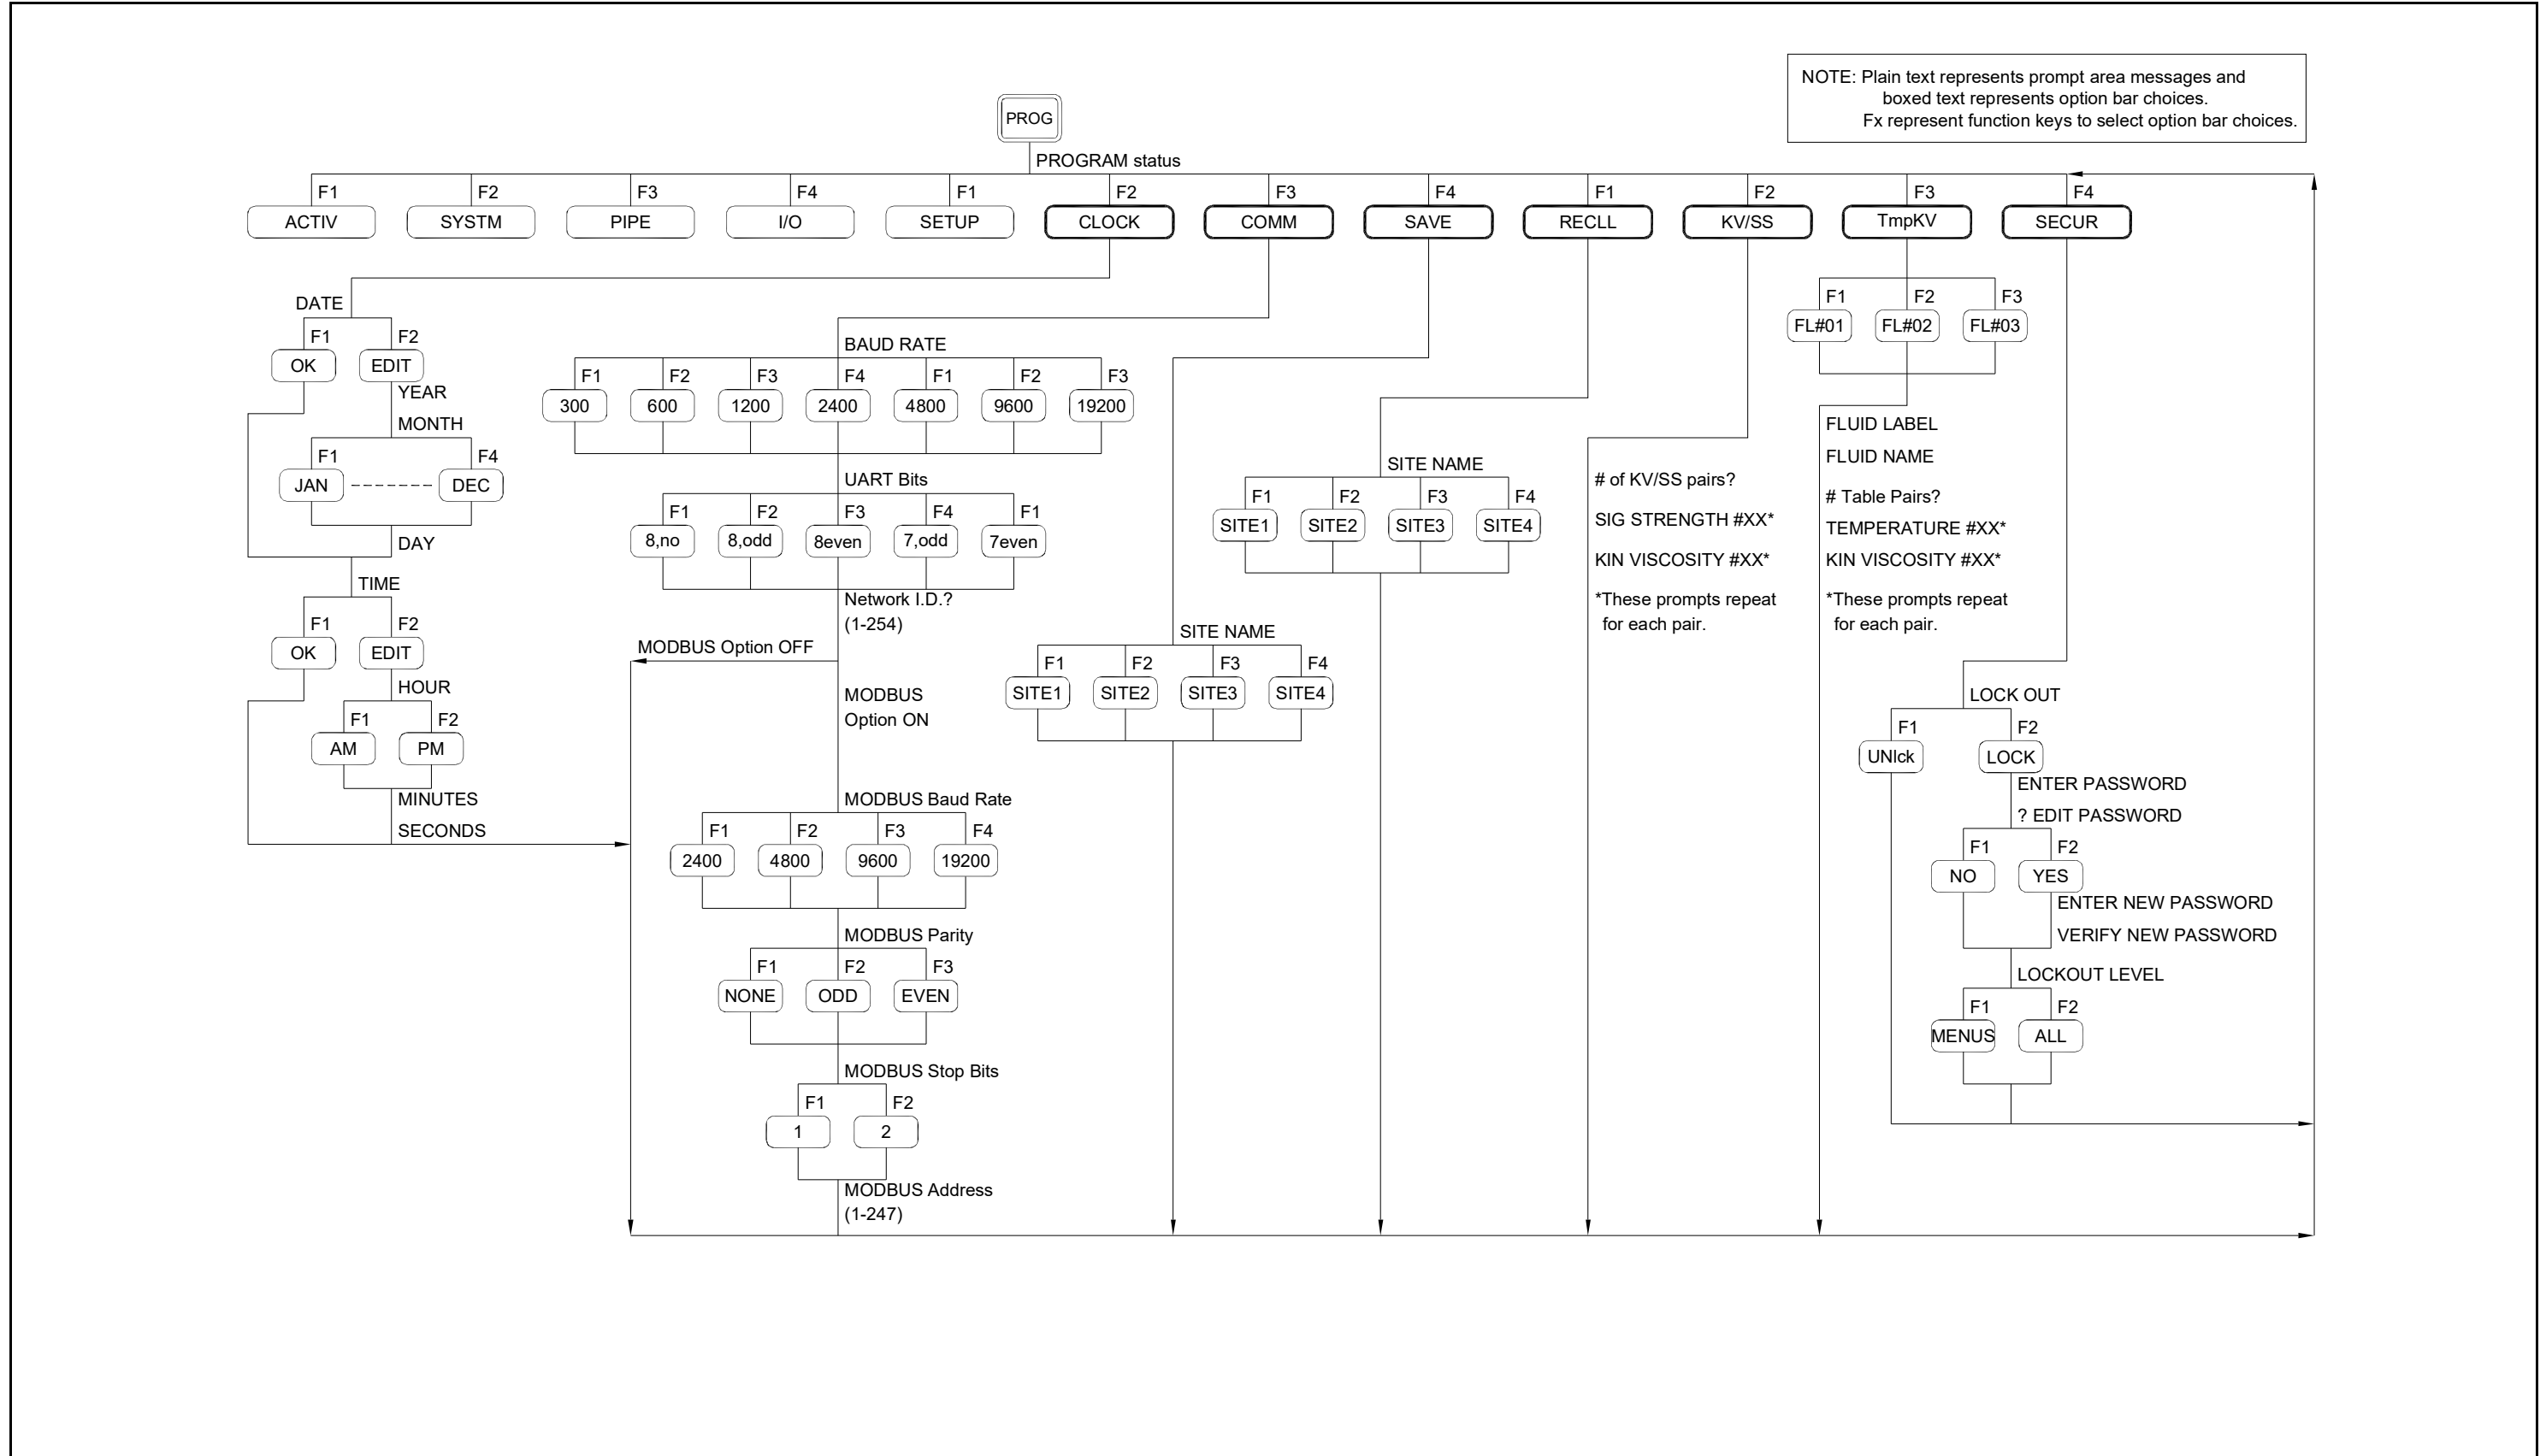 NOTE: Plain text represents prompt area messages and
boxed text represents option bar choices.
Fx represent function keys to select option bar choices.
PROG
PROGRAM status
F1 F2 F3 F4 F1 F2 F3 F4 F1 F2 F3 F4
ACTIV SYSTM PIPE I/O SETUP CLOCK COMM SAVE RECLL KV/SS TmpKV SECUR
DATE
F1 F2
OK EDIT
YEAR
MONTH
F1 F4
JAN DEC
DAY
TIME
F1 F2
OK EDIT
HOUR
F1 F2
AM PM
MINUTES
SECONDS
BAUD RATE
F1 F2 F3 F4 F1 F2 F3
300 600 1200 2400 4800 9600 19200
UART Bits
F1 F2 F3 F4 F1
8,no 8,odd 8even 7,odd 7even
Network I.D.?
(1-254)
MODBUS Option OFF
MODBUS
Option ON
MODBUS Baud Rate
F1 F2 F3 F4
2400 4800 9600 19200
MODBUS Parity
F1 F2 F3
NONE ODD EVEN
MODBUS Stop Bits
F1 F2
1 2
MODBUS Address
(1-247)
SITE NAME
F1 F2 F3 F4
SITE1 SITE2 SITE3 SITE4
SITE NAME
F1 F2 F3 F4
SITE1 SITE2 SITE3 SITE4
# of KV/SS pairs?
SIG STRENGTH #XX*
KIN VISCOSITY #XX*
*These prompts repeat
for each pair.
F1 F2 F3
FL#01 FL#02 FL#03
FLUID LABEL
FLUID NAME
# Table Pairs?
TEMPERATURE #XX*
KIN VISCOSITY #XX*
*These prompts repeat
for each pair.
LOCK OUT
F1 F2
UNlck LOCK
ENTER PASSWORD
? EDIT PASSWORD
F1 F2
NO YES
ENTER NEW PASSWORD
VERIFY NEW PASSWORD
LOCKOUT LEVEL
F1 F2
MENUS ALL